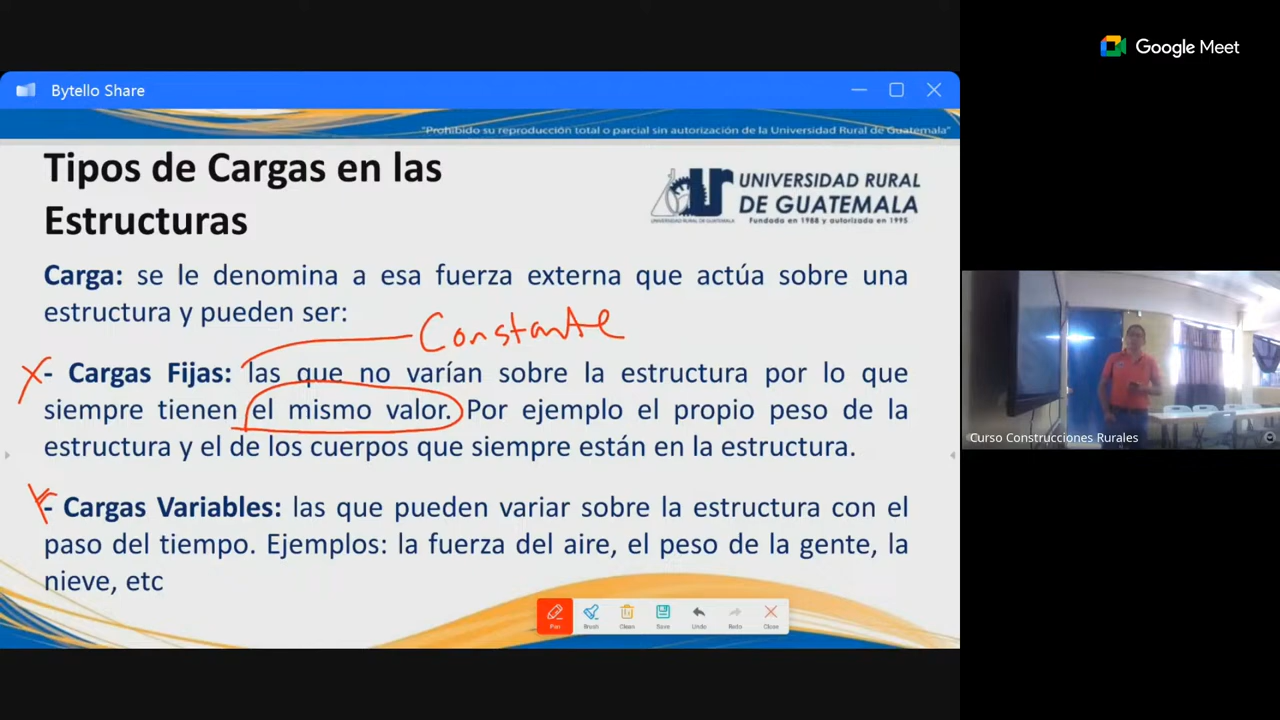 Google Meet
Bytello Share
"Prohibido su reproducción total o parcial sin autorización de la Universidad Rural de Guatemala"
Tipos de Cargas en las
Estructuras
UNIVERSIDAD RURAL
DE GUATEMALA
Fundada en 1988 y autorizada en 1995
UNIVERSIDAD RURAL DE GUATEMALA
Carga: se le denomina a esa fuerza externa que actúa sobre una
estructura y pueden ser:
Constante
- Cargas Fijas: las que no varían sobre la estructura por lo que
siempre tienen el mismo valor. Por ejemplo el propio peso de la
estructura y el de los cuerpos que siempre están en la estructura.
- Cargas Variables: las que pueden variar sobre la estructura con el
paso del tiempo. Ejemplos: la fuerza del aire, el peso de la gente, la
nieve, etc
Pen Brush Clean Save Undo Redo Close
Curso Construcciones Rurales